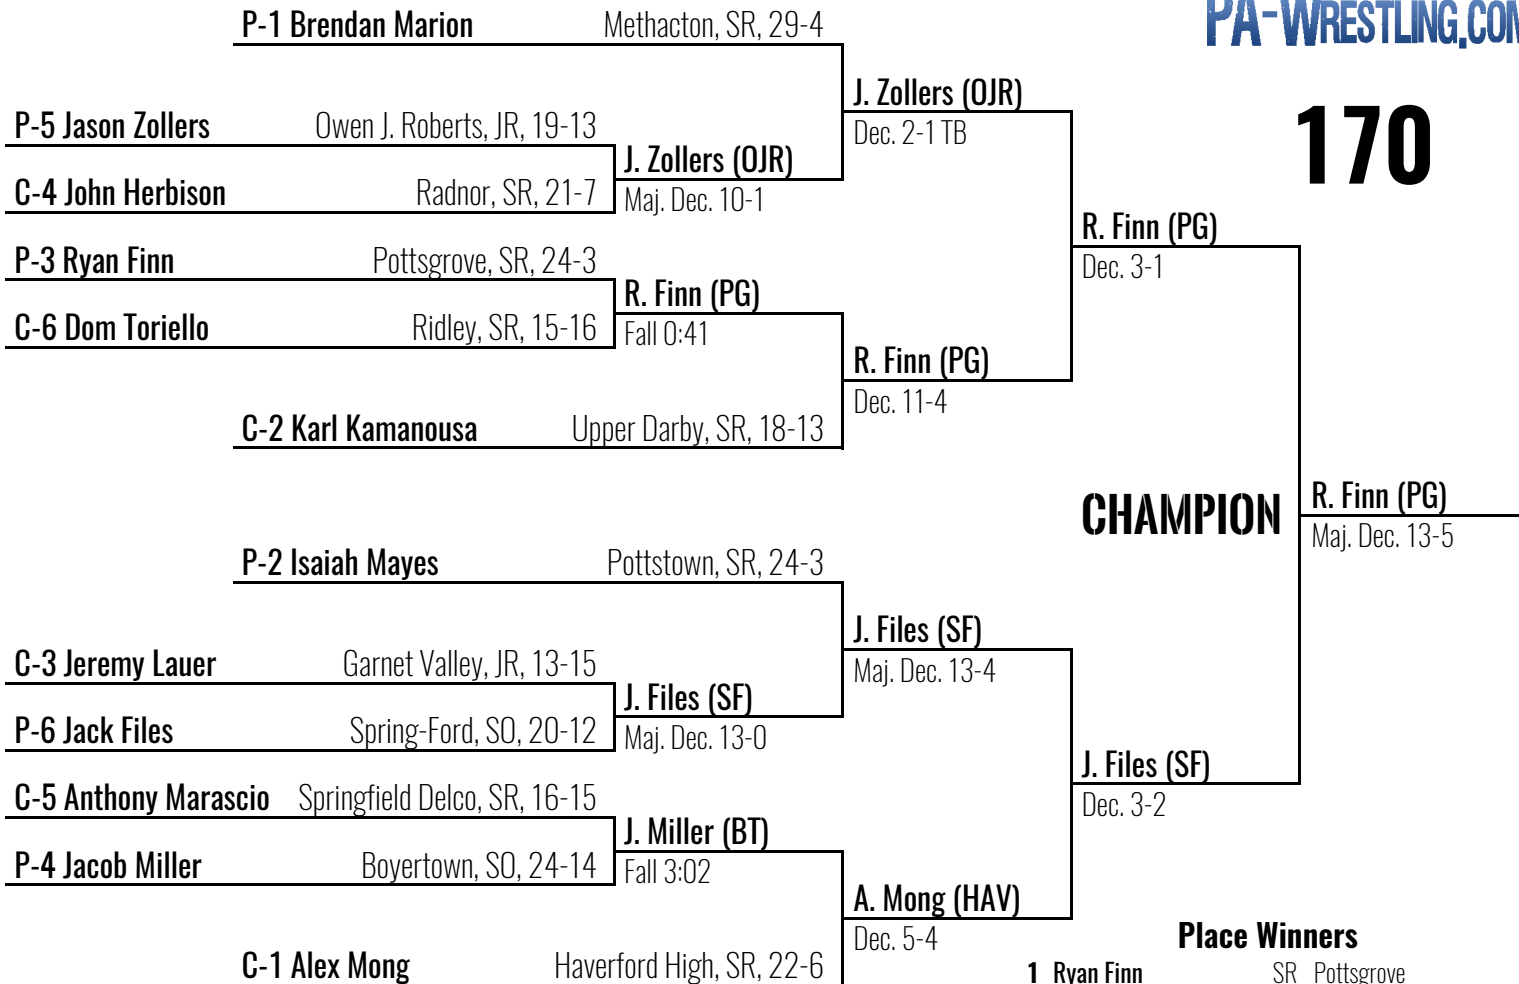 PA-WRESTLING.COM
P-1 Brendan Marion Methacton, SR, 29-4
J. Zollers (OJR)
170
P-5 Jason Zollers Owen J. Roberts, JR, 19-13
Dec. 2-1 TB
J. Zollers (OJR)
C-4 John Herbison Radnor, SR, 21-7
Maj. Dec. 10-1
R. Finn (PG)
P-3 Ryan Finn Pottsgrove, SR, 24-3
Dec. 3-1
R. Finn (PG)
C-6 Dom Toriello Ridley, SR, 15-16
Fall 0:41
R. Finn (PG)
Dec. 11-4
C-2 Karl Kamanousa Upper Darby, SR, 18-13
CHAMPION
R. Finn (PG)
Maj. Dec. 13-5
P-2 Isaiah Mayes Pottstown, SR, 24-3
J. Files (SF)
C-3 Jeremy Lauer Garnet Valley, JR, 13-15
Maj. Dec. 13-4
J. Files (SF)
P-6 Jack Files Spring-Ford, SO, 20-12
Maj. Dec. 13-0
J. Files (SF)
C-5 Anthony Marascio Springfield Delco, SR, 16-15
Dec. 3-2
J. Miller (BT)
P-4 Jacob Miller Boyertown, SO, 24-14
Fall 3:02
A. Mong (HAV)
Dec. 5-4
Place Winners
C-1 Alex Mong Haverford High, SR, 22-6
1 Ryan Finn SR Pottsgrove